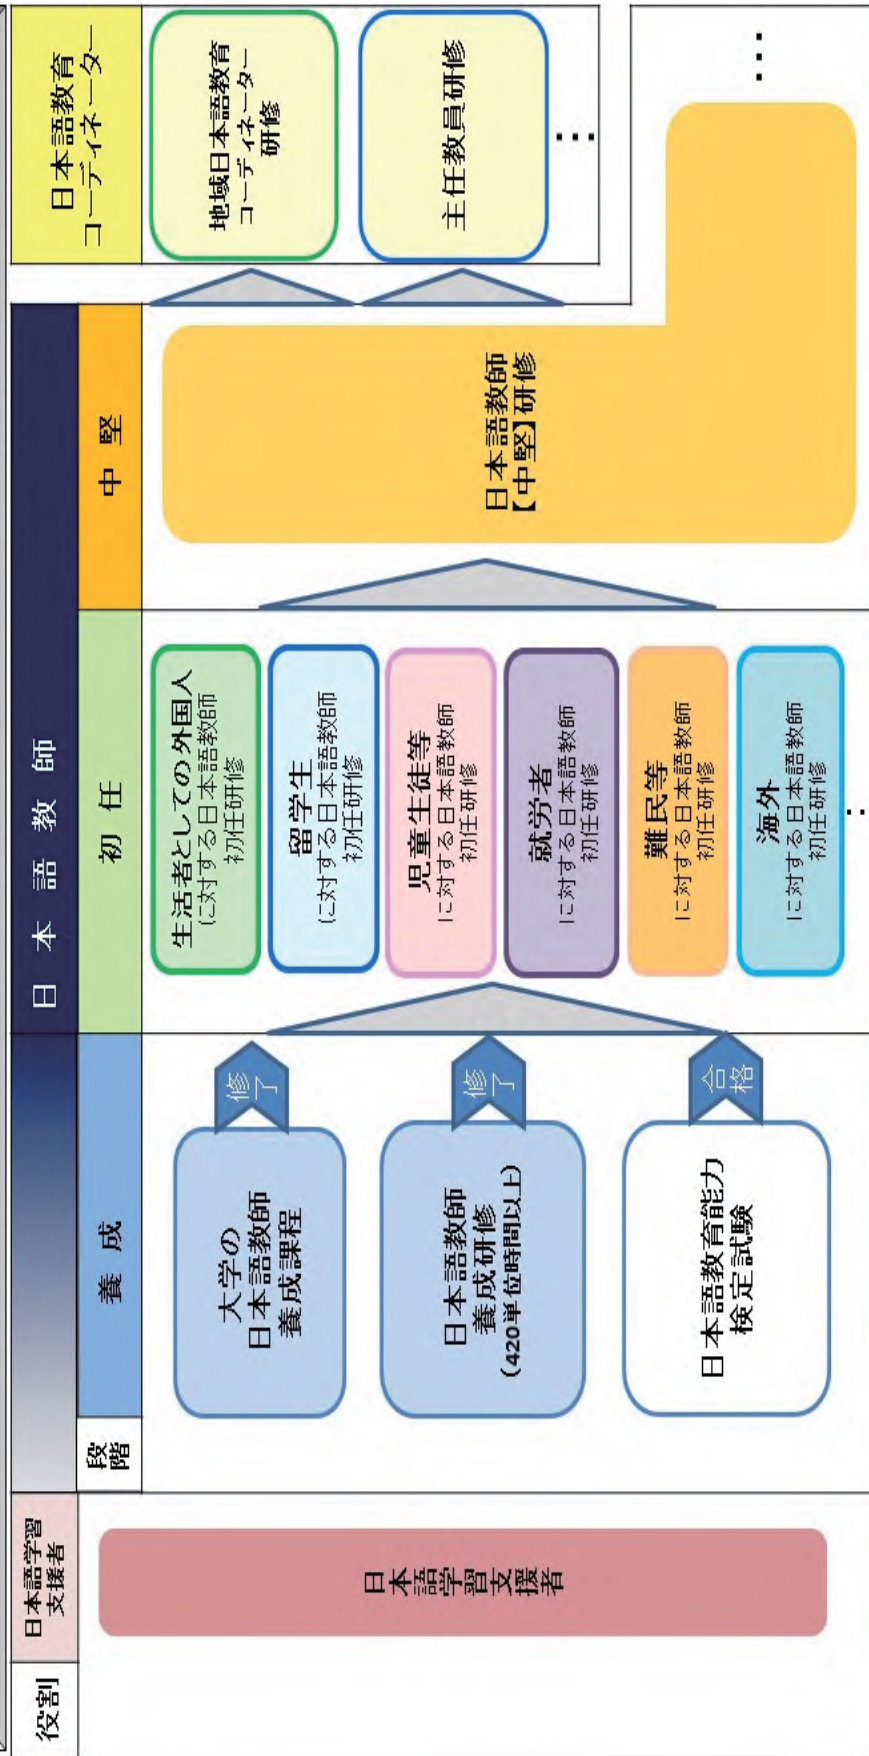 役割
日本語学習
支援者
日本語教師
日本語教育
コーディネーター
段
階
養成
初任
中堅
日本語学習支援者
大学の
日本語教師
養成課程
修
了
日本語教師
養成研修
(420単位時間以上)
修
了
日本語教育能力
検定試験
合
格
生活者としての外国人
に対する日本語教師
初任研修
留学生
に対する日本語教師
初任研修
児童生徒等
に対する日本語教師
初任研修
就労者
に対する日本語教師
初任研修
難民等
に対する日本語教師
初任研修
海外
に対する日本語教師
初任研修
…
日本語教師
【中堅】研修
地域日本語教育
コーディネーター
研修
主任教員研修
…
…